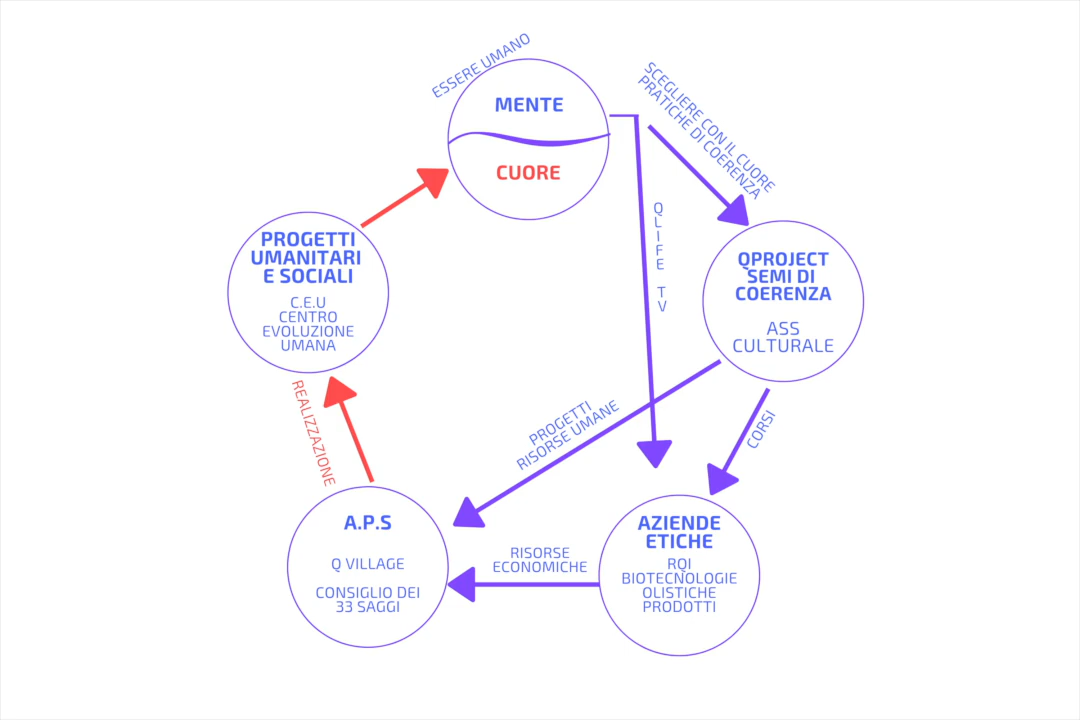 ESSERE UMANO
MENTE
CUORE
SCEGLIERE CON IL CUORE
PRATICHE DI COERENZA
QLIFE TV
QPROJECT
SEMI DI
COERENZA
ASS
CULTURALE
PROGETTI
UMANITARI
E SOCIALI
C.E.U
CENTRO
EVOLUZIONE
UMANA
REALIZZAZIONE
PROGETTI
RISORSE UMANE
CORSI
A.P.S
Q VILLAGE
CONSIGLIO DEI
33 SAGGI
RISORSE
ECONOMICHE
AZIENDE
ETICHE
RQI
BIOTECNOLOGIE
OLISTICHE
PRODOTTI